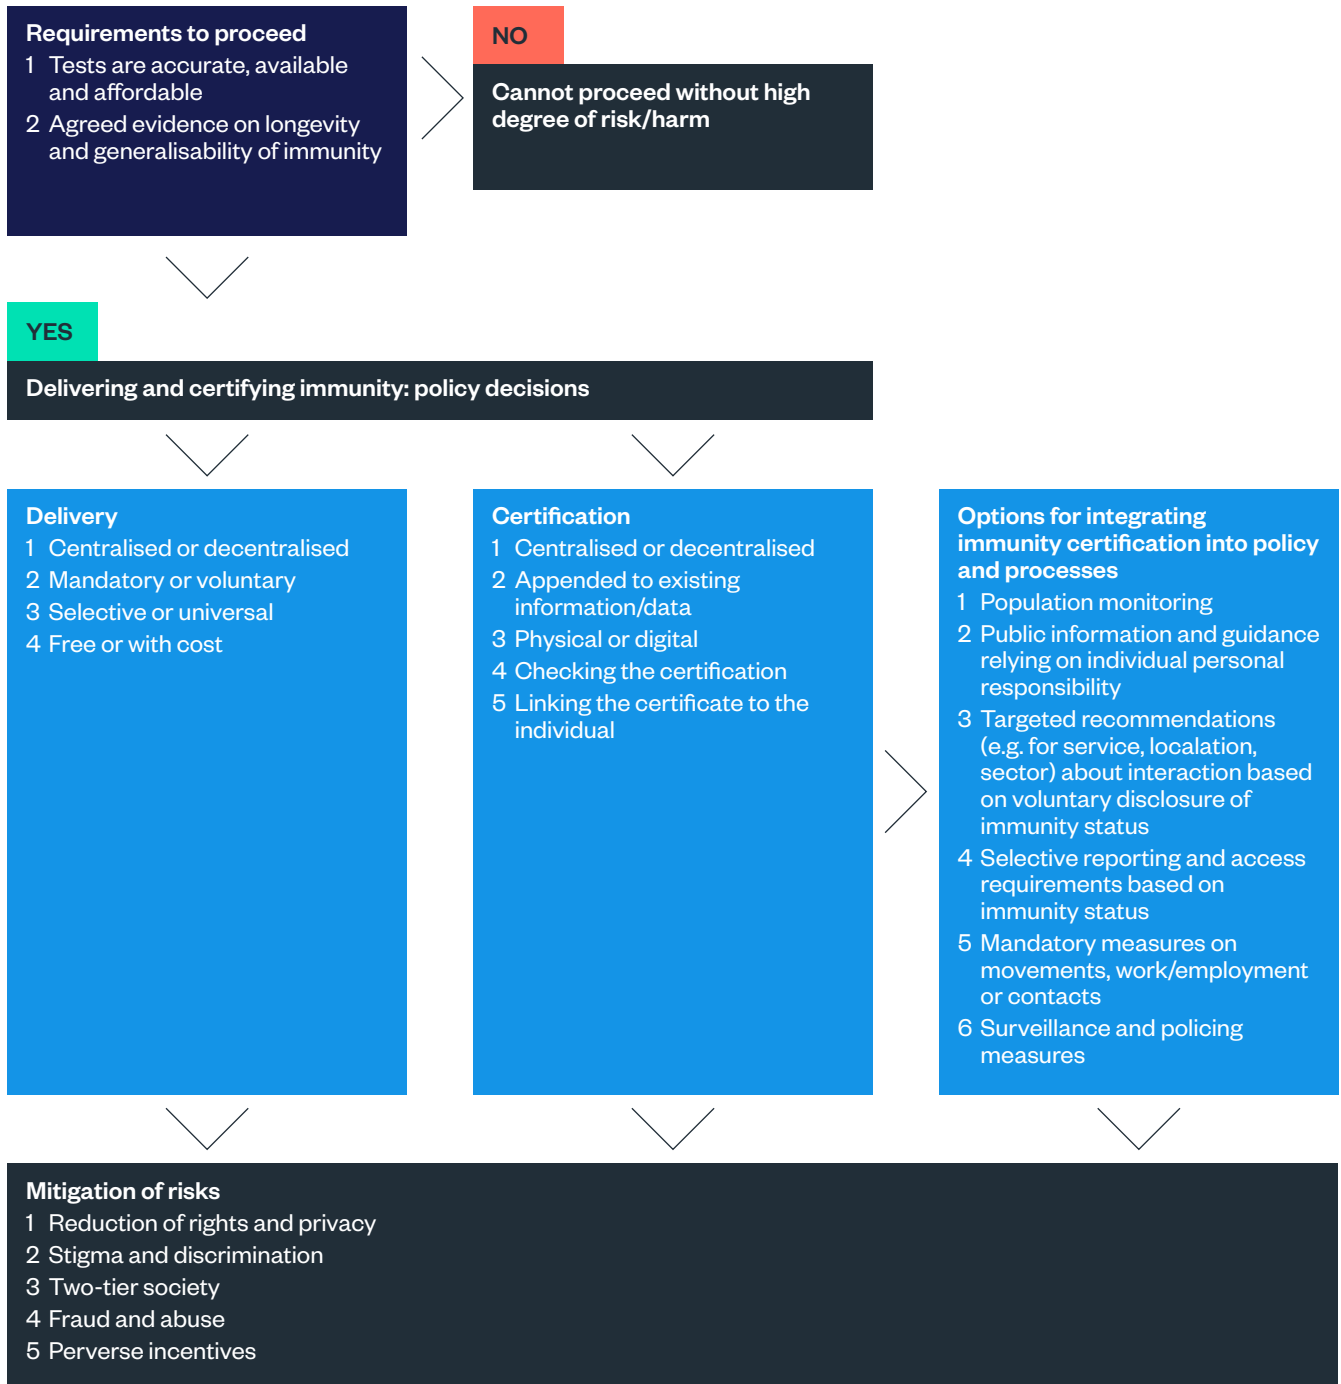 Requirements to proceed
1 Tests are accurate, available
and affordable
2 Agreed evidence on longevity
and generalisability of immunity
NO
Cannot proceed without high
degree of risk/harm
YES
Delivering and certifying immunity: policy decisions
Delivery
1 Centralised or decentralised
2 Mandatory or voluntary
3 Selective or universal
4 Free or with cost
Certification
1 Centralised or decentralised
2 Appended to existing
information/data
3 Physical or digital
4 Checking the certification
5 Linking the certificate to the
individual
Options for integrating
immunity certification into policy
and processes
1 Population monitoring
2 Public information and guidance
relying on individual personal
responsibility
3 Targeted recommendations
(e.g. for service, localation,
sector) about interaction based
on voluntary disclosure of
immunity status
4 Selective reporting and access
requirements based on
immunity status
5 Mandatory measures on
movements, work/employment
or contacts
6 Surveillance and policing
measures
Mitigation of risks
1 Reduction of rights and privacy
2 Stigma and discrimination
3 Two-tier society
4 Fraud and abuse
5 Perverse incentives